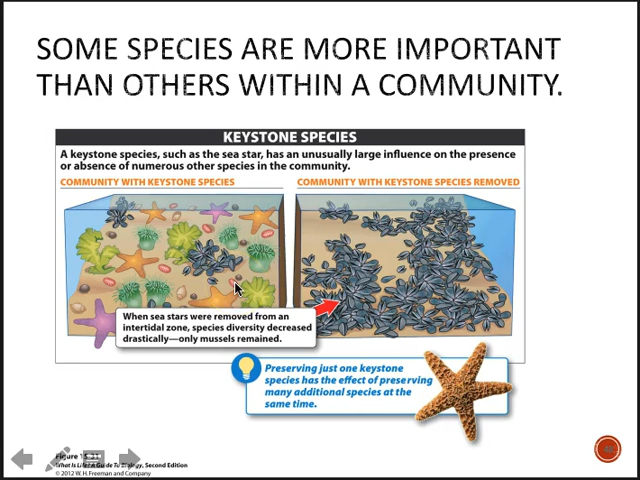 SOME SPECIES ARE MORE IMPORTANT
THAN OTHERS WITHIN A COMMUNITY.
KEYSTONE SPECIES
A keystone species, such as the sea star, has an unusually large influence on the presence
or absence of numerous other species in the community.
COMMUNITY WITH KEYSTONE SPECIES
COMMUNITY WITH KEYSTONE SPECIES REMOVED
When sea stars were removed from an
intertidal zone, species diversity decreased
drastically—only mussels remained.
Preserving just one keystone
species has the effect of preserving
many additional species at the
same time.
Figure
What Is Life? A Guide To Biology, Second Edition
© 2012 W. H. Freeman and Company